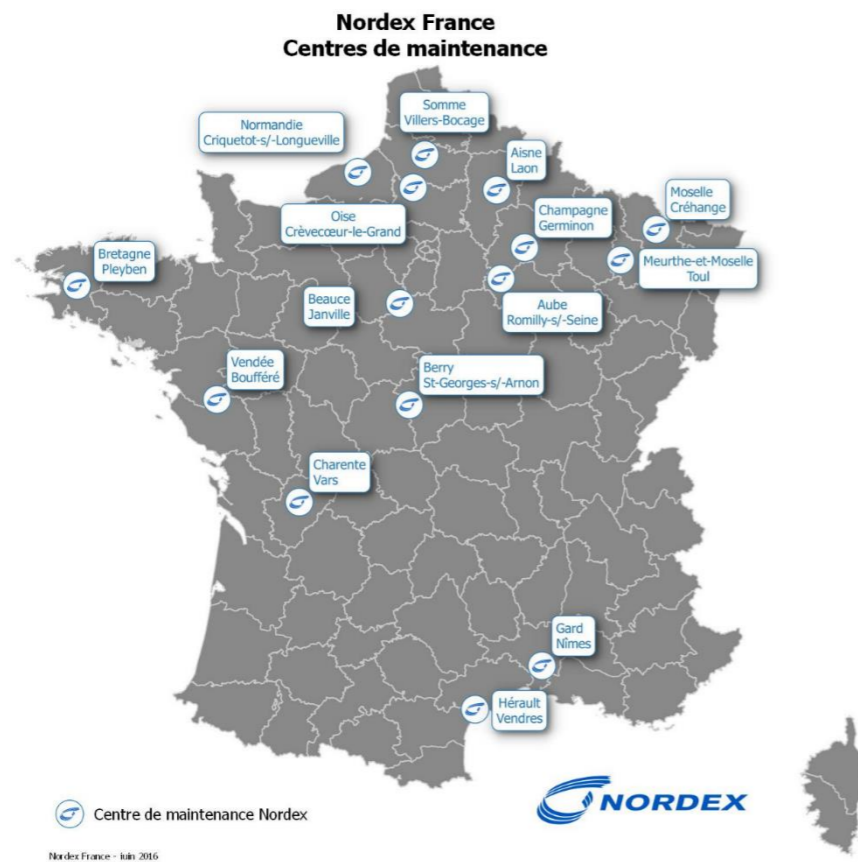 Nordex France
Centres de maintenance
Somme
Villers-Bocage
Normandie
Criquetot-s/-Longueville
Aisne
Laon
Moselle
Créhange
Oise
Crèvecœur-le-Grand
Champagne
Germinon
Bretagne
Pleyben
Meurthe-et-Moselle
Toul
Beauce
Janville
Aube
Romilly-s/-Seine
Vendée
Boufféré
Berry
St-Georges-s/-Arnon
Charente
Vars
Gard
Nîmes
Hérault
Vendres
Centre de maintenance Nordex
NORDEX
Nordex France - juin 2016